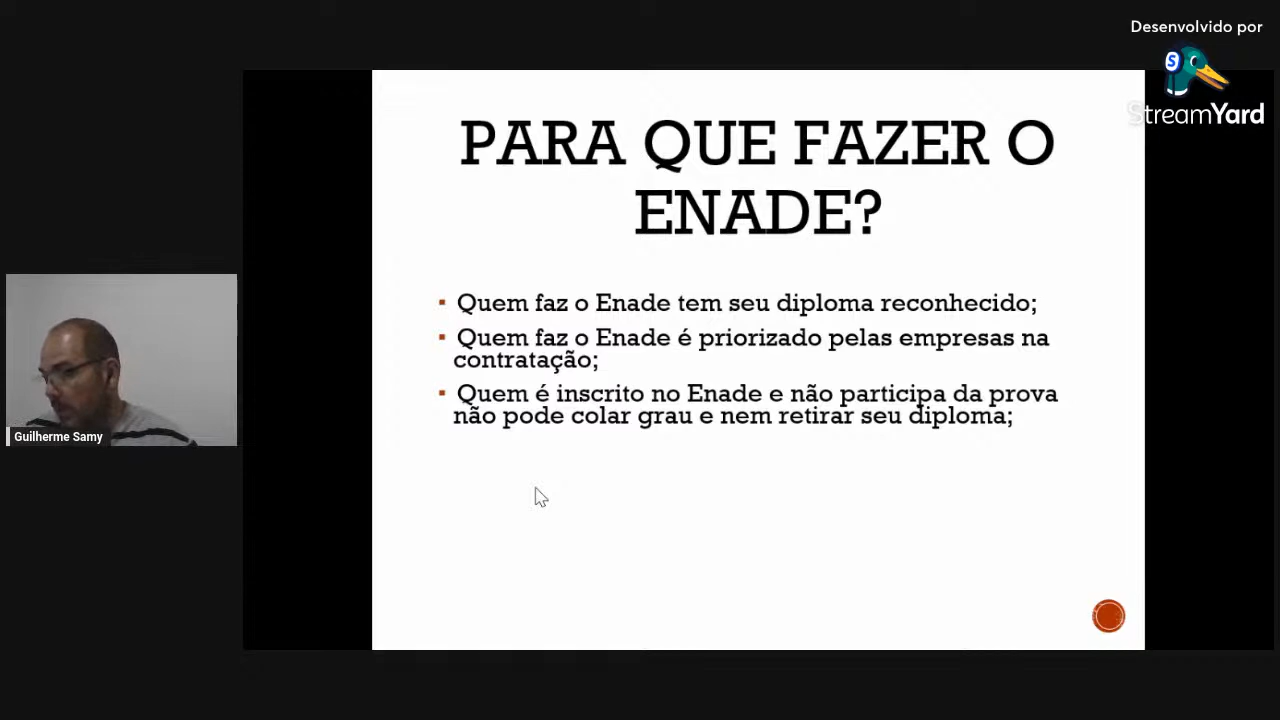 Desenvolvido por
StreamYard
PARA QUE FAZER O
ENADE?
▪ Quem faz o Enade tem seu diploma reconhecido;
▪ Quem faz o Enade é priorizado pelas empresas na
contratação;
▪ Quem é inscrito no Enade e não participa da prova
não pode colar grau e nem retirar seu diploma;
Guilherme Samy